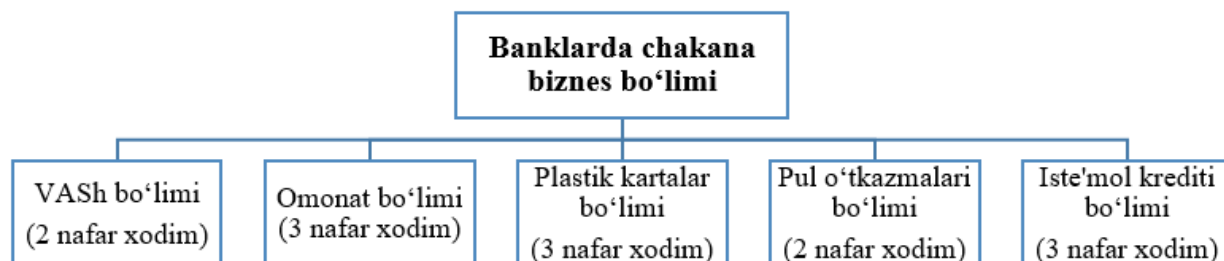 Banklarda chakana
biznes bo‘limi
VASh bo‘limi
(2 nafar xodim)
Omonat bo‘limi
(3 nafar xodim)
Plastik kartalar
bo‘limi
(3 nafar xodim)
Pul o‘tkazmalari
bo‘limi
(2 nafar xodim)
Iste'mol krediti
bo‘limi
(3 nafar xodim)